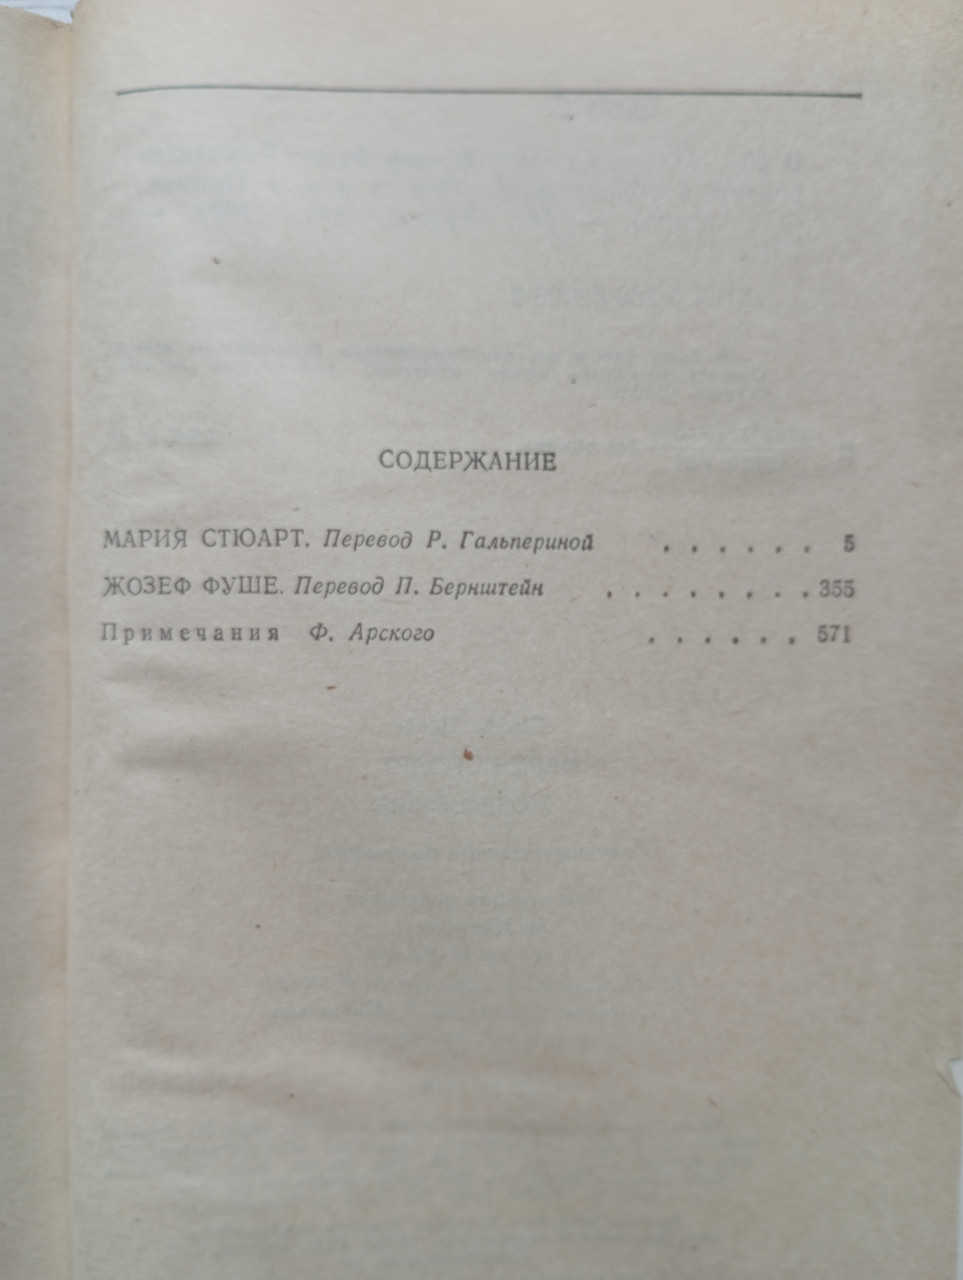 СОДЕРЖАНИЕ
МАРИЯ СТЮАРТ. Перевод Р. Гальпериной . . . . . . 5
ЖОЗЕФ ФУШЕ. Перевод П. Бернштейн . . . . . . . . 355
Примечания Ф. Арского . . . . . . 571